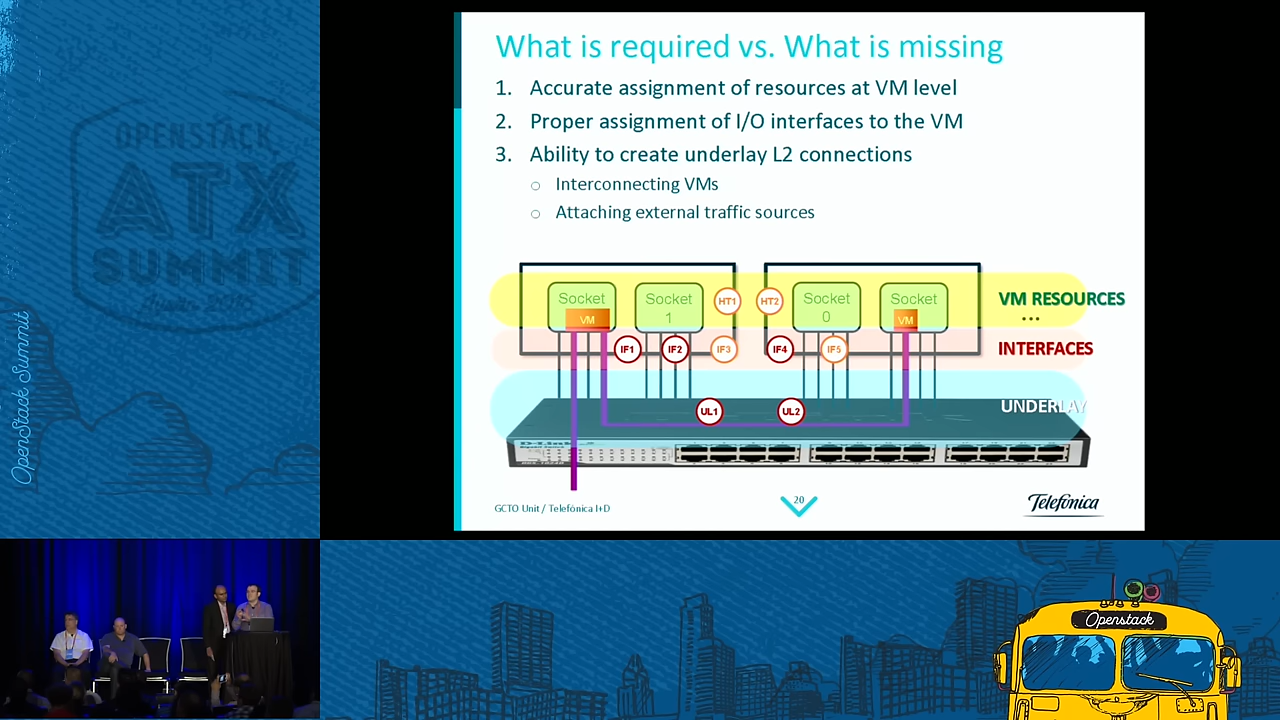 OPENSTACK
ATX
SUMMIT
OpenStack Summit
What is required vs. What is missing
1. Accurate assignment of resources at VM level
2. Proper assignment of I/O interfaces to the VM
3. Ability to create underlay L2 connections
o Interconnecting VMs
o Attaching external traffic sources
Socket
VM
Socket
1
HT1
HT2
Socket
0
Socket
VM
VM RESOURCES
...
IF1
IF2
IF3
IF4
IF5
INTERFACES
UL1
UL2
UNDERLAY
D-Link
GCTO Unit / Telefónica I+D
20
Telefónica
Openstack